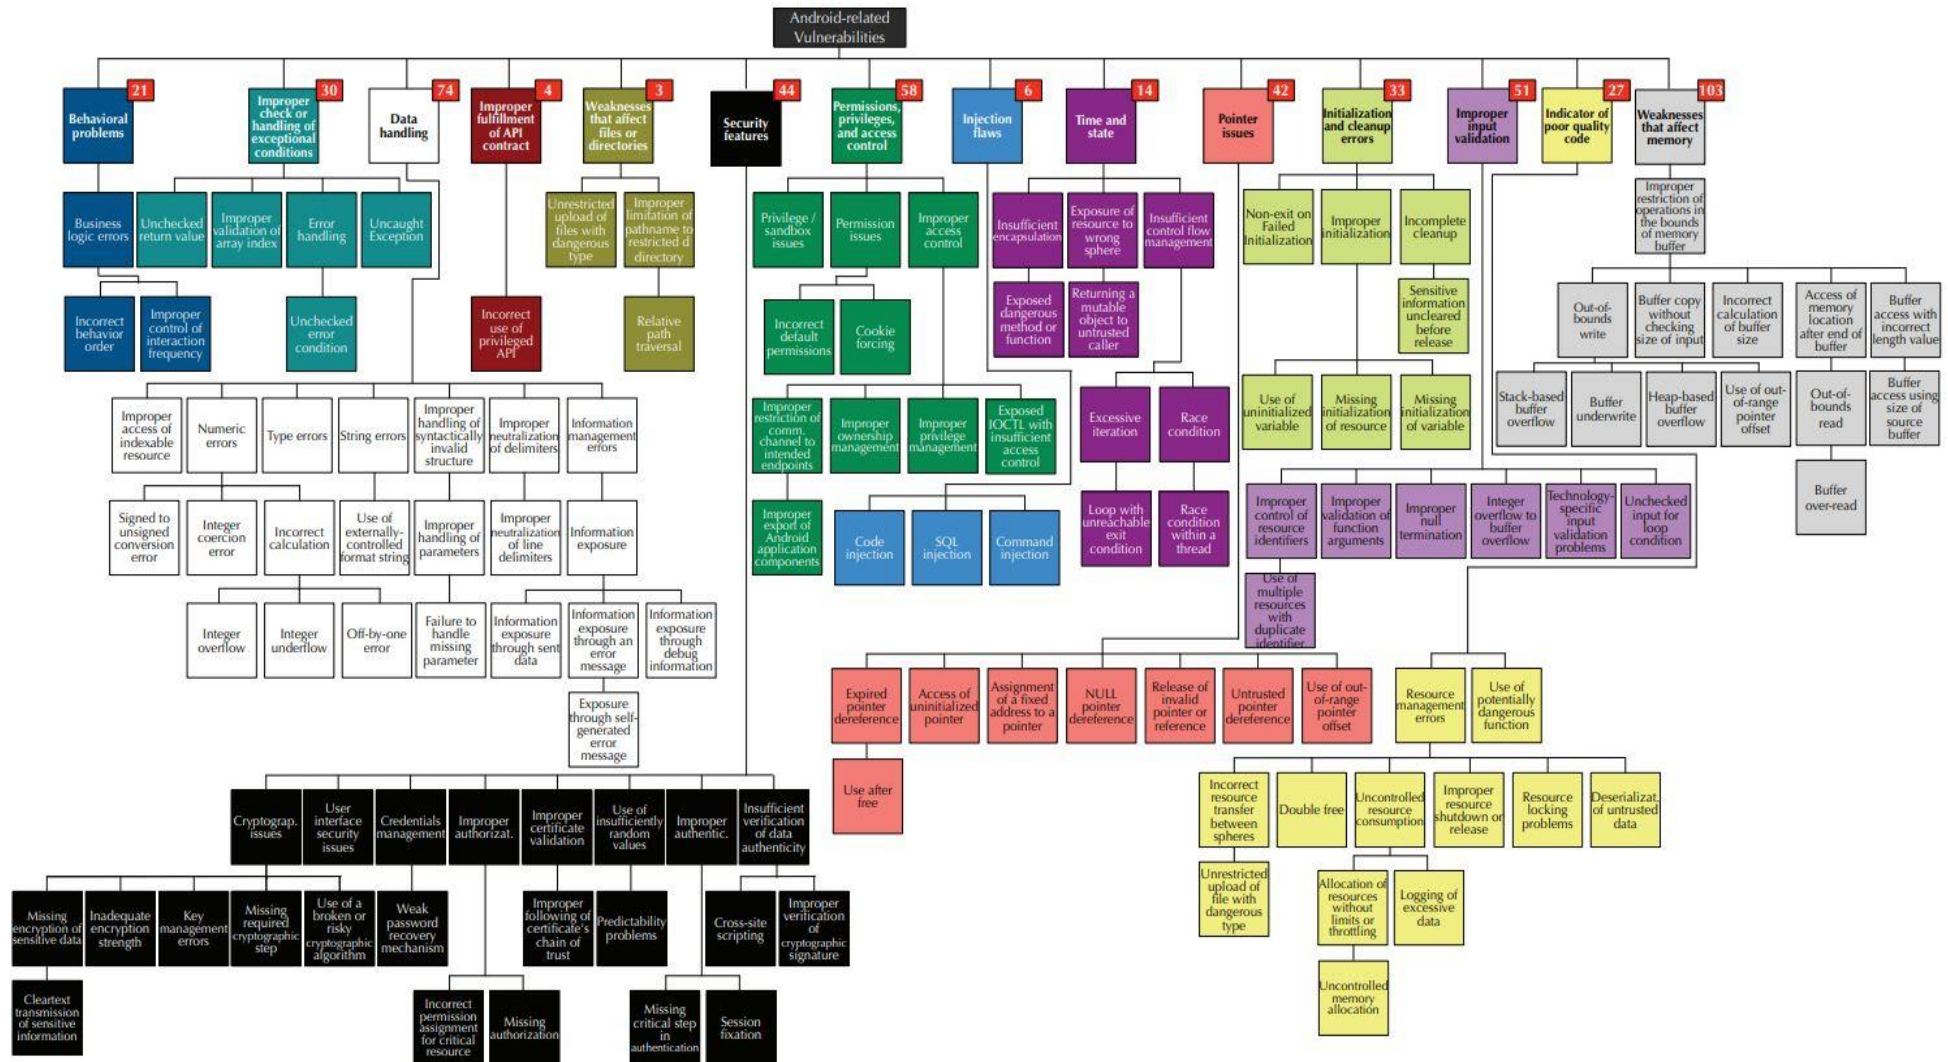 Android-related
Vulnerabilities
21
30
74
4
3
44
58
6
14
42
33
51
27
103
Behavioral
problems
Improper
check or
handling of
exceptional
conditions
Data
handling
Improper
fulfillment
of API
contract
Weaknesses
that affect
files or
directories
Security
features
Permissions,
privileges,
and access
control
Injection
flaws
Time and
state
Pointer
issues
Initialization
and cleanup
errors
Improper
input
validation
Indicator of
poor quality
code
Weaknesses
that affect
memory
Business
logic errors
Unchecked
return value
Improper
validation of
array index
Error
handling
Uncaught
Exception
Unrestricted
upload of
files with
dangerous
type
Improper
limitation of
pathname to
restricted d
directory
Privilege /
sandbox
issues
Permission
issues
Improper
access
control
Insufficient
encapsulation
Exposure of
resource to
wrong
sphere
Insufficient
control flow
management
Non-exit on
Failed
Initialization
Improper
initialization
Incomplete
cleanup
Improper
restriction of
operations in
the bounds
of memory
buffer
Incorrect
behavior
order
Improper
control of
interaction
frequency
Unchecked
error
condition
Incorrect
use of
privileged
API
Relative
path
traversal
Incorrect
default
permissions
Cookie
forcing
Exposed
dangerous
method or
function
Returning a
mutable
object to
untrusted
caller
Sensitive
information
uncleared
before
release
Out-of-
bounds
write
Buffer copy
without
checking
size of input
Incorrect
calculation
of buffer
size
Access of
memory
location
after end of
buffer
Buffer
access with
incorrect
length value
Improper
access of
indexable
resource
Numeric
errors
Type errors
String errors
Improper
handling of
syntactically
invalid
structure
Improper
neutralization
of delimiters
Information
management
errors
Improper
restriction of
comm.
channel to
intended
endpoints
Improper
ownership
management
Improper
privilege
management
Exposed
IOCTL with
insufficient
access
control
Excessive
iteration
Race
condition
Use of
uninitialized
variable
Missing
initialization
of resource
Missing
initialization
of variable
Stack-based
buffer
overflow
Buffer
underwrite
Heap-based
buffer
overflow
Use of out-
of-range
pointer
offset
Out-of-
bounds
read
Buffer
access using
size of
source
buffer
Signed to
unsigned
conversion
error
Integer
coercion
error
Incorrect
calculation
Use of
externally-
controlled
format string
Improper
handling of
parameters
Improper
neutralization
of line
delimiters
Information
exposure
Improper
export of
Android
application
components
Code
injection
SQL
injection
Command
injection
Loop with
unreachable
exit
condition
Race
condition
within a
thread
Improper
control of
resource
identifiers
Improper
validation of
function
arguments
Improper
null
termination
Integer
overflow to
buffer
overflow
Technology-
specific
input
validation
problems
Unchecked
input for
loop
condition
Buffer
over-read
Integer
overflow
Integer
underflow
Off-by-one
error
Failure to
handle
missing
parameter
Information
exposure
through sent
data
Information
exposure
through an
error
message
Information
exposure
through
debug
information
Use of
multiple
resources
with
duplicate
identifier
Exposure
through self-
generated
error
message
Expired
pointer
dereference
Access of
uninitialized
pointer
Assignment
of a fixed
address to a
pointer
NULL
pointer
dereference
Release of
invalid
pointer or
reference
Untrusted
pointer
dereference
Use of out-
of-range
pointer
offset
Resource
management
errors
Use of
potentially
dangerous
function
Use after
free
Incorrect
resource
transfer
between
spheres
Double free
Uncontrolled
resource
consumption
Improper
resource
shutdown or
release
Resource
locking
problems
Deserializat.
of untrusted
data
Cryptograp.
issues
User
interface
security
issues
Credentials
management
Improper
authorizat.
Improper
certificate
validation
Use of
insufficiently
random
values
Improper
authentic.
Insufficient
verification
of data
authenticity
Unrestricted
upload of
file with
dangerous
type
Allocation of
resources
without
limits or
throttling
Logging of
excessive
data
Missing
encryption of
sensitive data
Inadequate
encryption
strength
Key
management
errors
Missing
required
cryptographic
step
Use of a
broken or
risky
cryptographic
algorithm
Weak
password
recovery
mechanism
Improper
following of
certificate's
chain of
trust
Predictability
problems
Cross-site
scripting
Improper
verification
of
cryptographic
signature
Uncontrolled
memory
allocation
Cleartext
transmission
of sensitive
information
Incorrect
permission
assignment
for critical
resource
Missing
authorization
Missing
critical step
in
authentication
Session
fixation